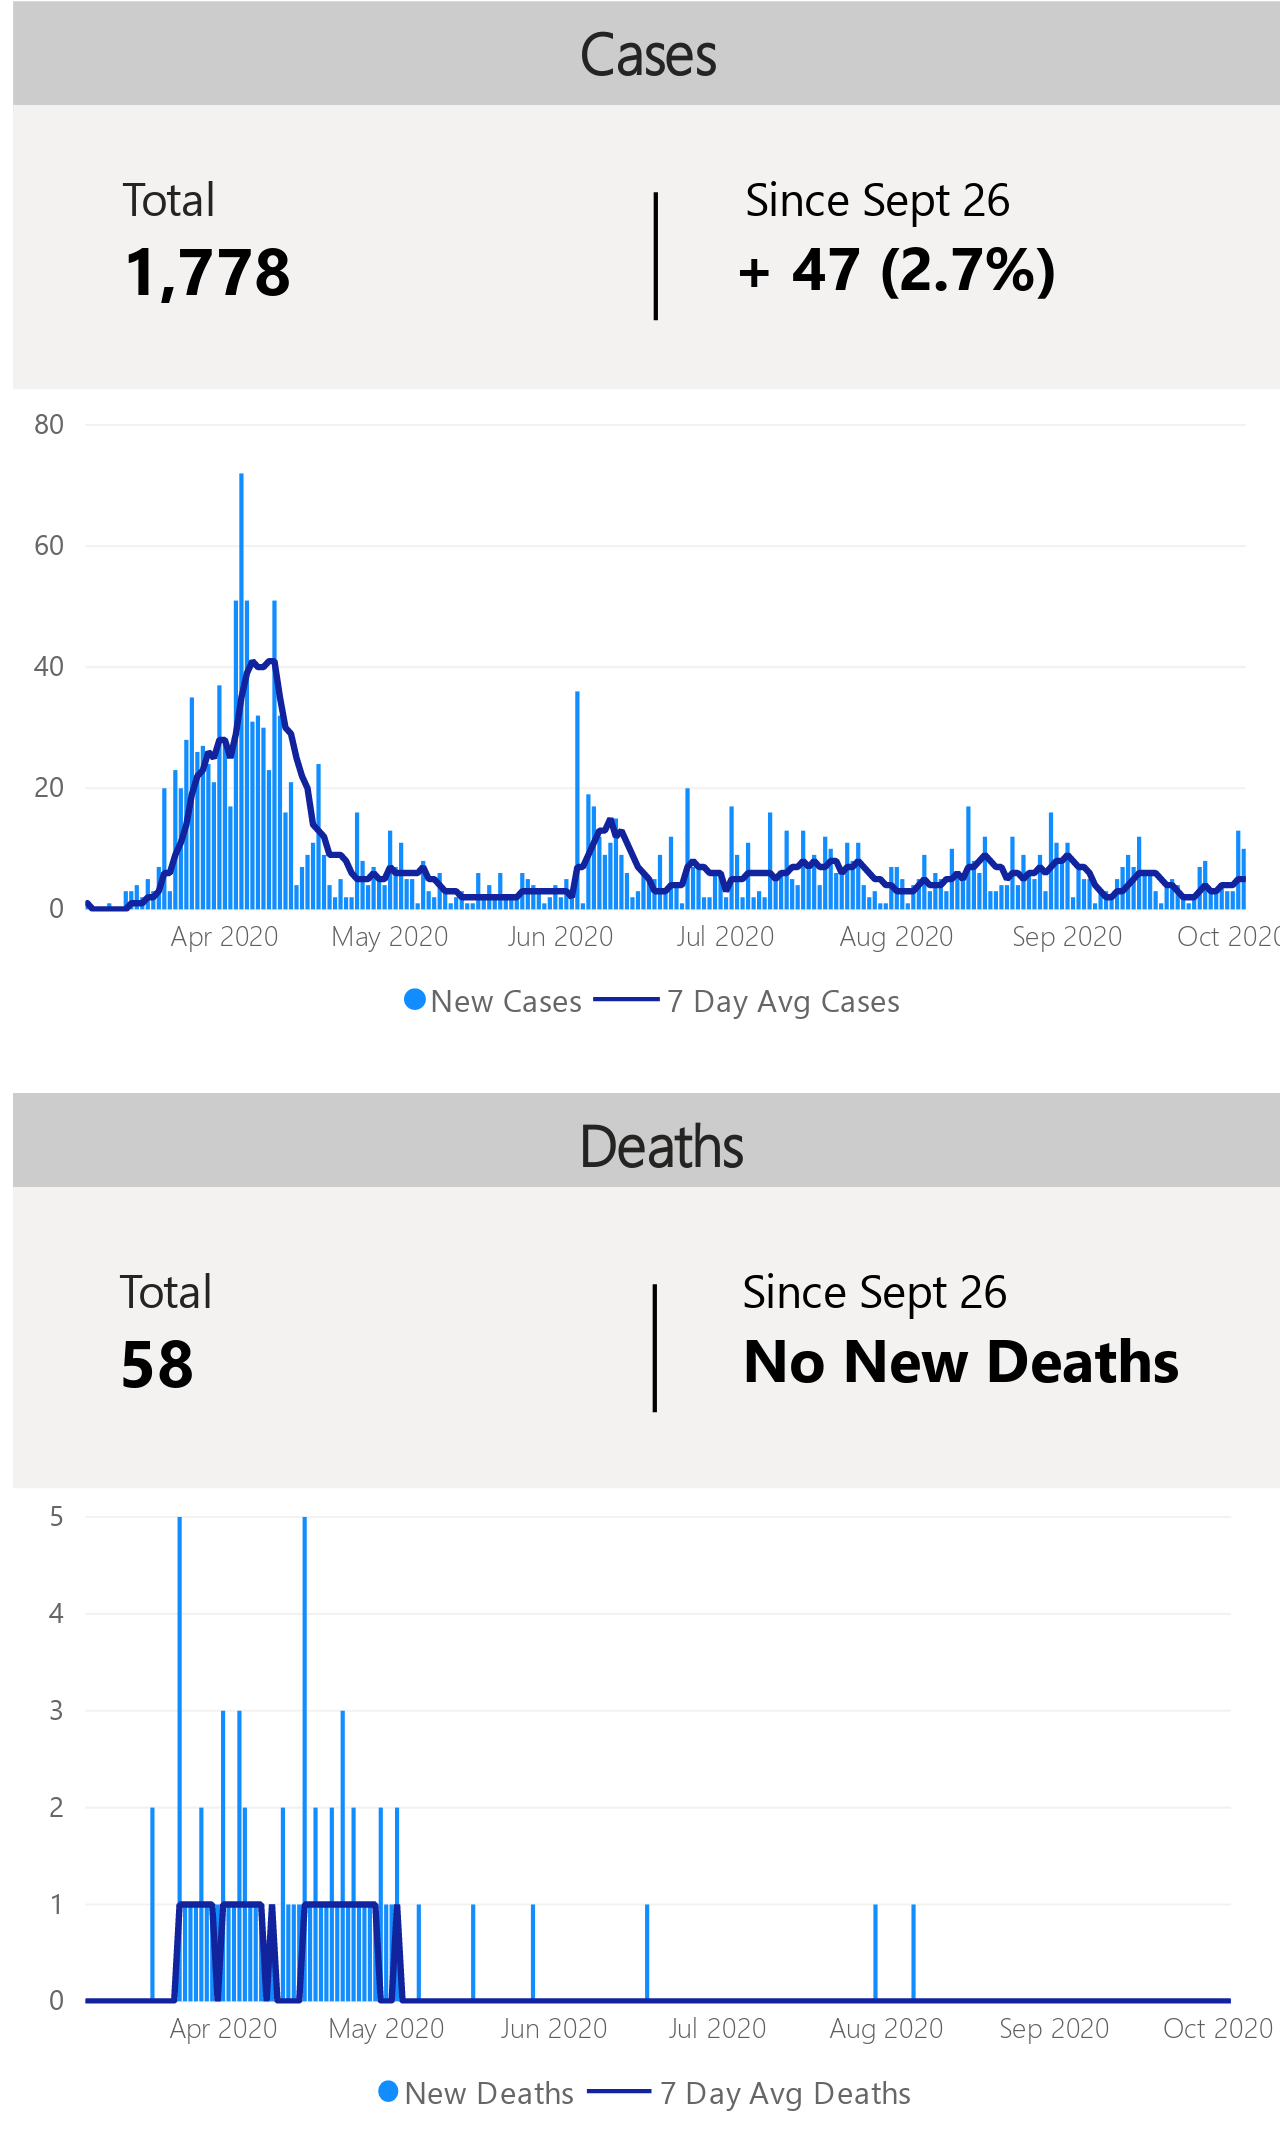 Cases
Total
Since Sept 26
1,778
+ 47 (2.7%)
80
60
40
20
0
Apr 2020 May 2020 Jun 2020 Jul 2020 Aug 2020 Sep 2020 Oct 2020
New Cases 7 Day Avg Cases
Deaths
Total
Since Sept 26
58
No New Deaths
5
4
3
2
1
0
Apr 2020 May 2020 Jun 2020 Jul 2020 Aug 2020 Sep 2020 Oct 2020
New Deaths 7 Day Avg Deaths